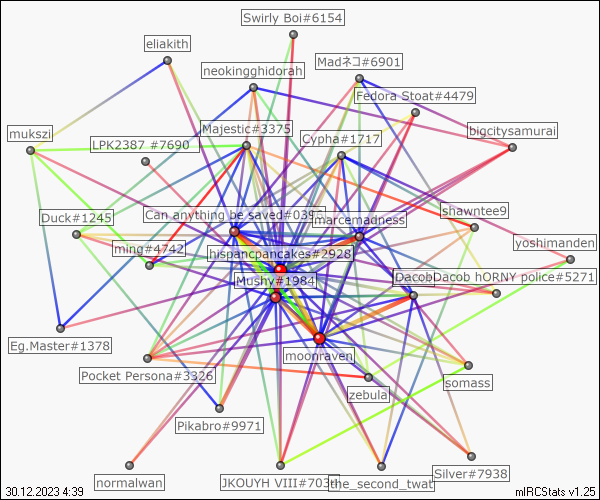 Swirly Boi#6154
eliakith
Madネコ#6901
neokingghidorah
Fedora Stoat#4479
Majestic#3375
Cypha#1717
bigcitysamurai
mukszi
LPK2387 #7690
Can anything be saved#039
marcemadness
shawntee9
Duck#1245
ming#4742
hispancpancakes#2928
yoshimanden
Mushy#1984
DacobDacob hORNY police#5271
Eg.Master#1378
moonraven
Pocket Persona#3326
somass
zebula
Pikabro#9971
normalwan
JKOUYH VIII#703
the_second_twat
Silver#7938
30.12.2023 4:39
mIRCStats v1.25